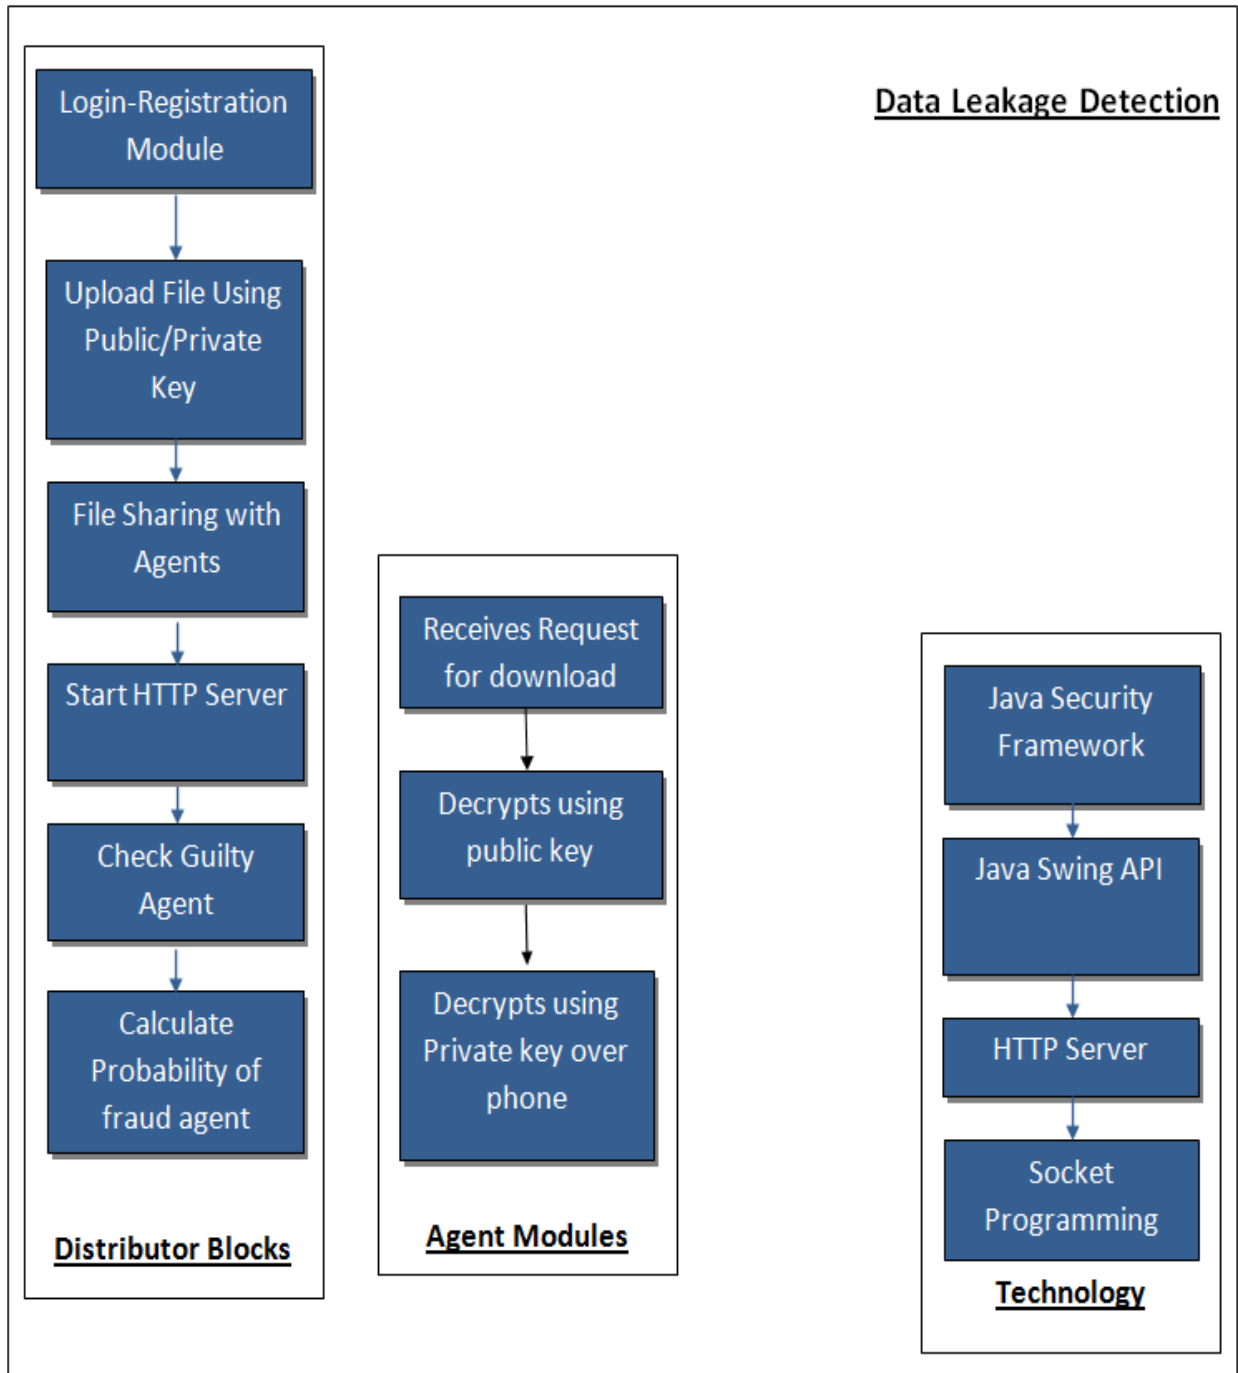 Data Leakage Detection
Login-Registration
Module
Upload File Using
Public/Private
Key
File Sharing with
Agents
Start HTTP Server
Check Guilty
Agent
Calculate
Probability of
fraud agent
Distributor Blocks
Receives Request
for download
Decrypts using
public key
Decrypts using
Private key over
phone
Agent Modules
Java Security
Framework
Java Swing API
HTTP Server
Socket
Programming
Technology